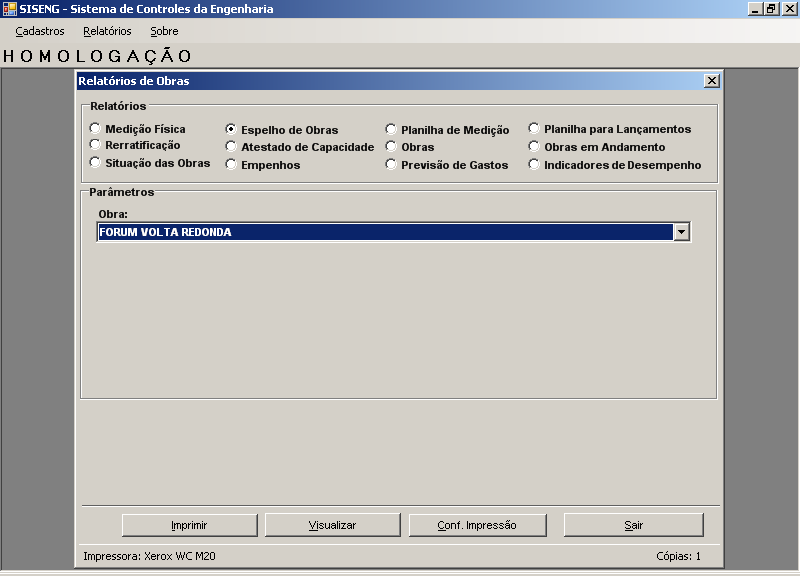 SISENG - Sistema de Controles da Engenharia
Cadastros Relatórios Sobre
HOMOLOGAÇÃO
Relatórios de Obras
Relatórios
Medição Física Espelho de Obras Planilha de Medição Planilha para Lançamentos
Rerratificação Atestado de Capacidade Obras Obras em Andamento
Situação das Obras Empenhos Previsão de Gastos Indicadores de Desempenho
Parâmetros
Obra:
FORUM VOLTA REDONDA
Imprimir Visualizar Conf. Impressão Sair
Impressora: Xerox WC M20 Cópias: 1